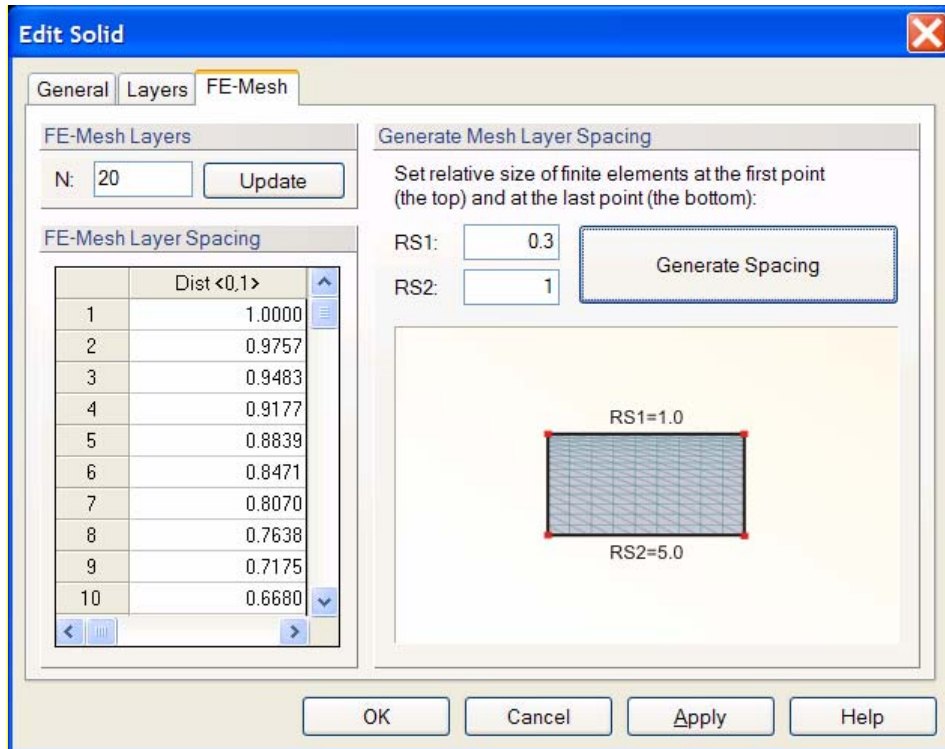 Edit Solid
General Layers FE-Mesh
FE-Mesh Layers
N: 20 Update
FE-Mesh Layer Spacing
Dist <0,1>
1 1.0000
2 0.9757
3 0.9483
4 0.9177
5 0.8839
6 0.8471
7 0.8070
8 0.7638
9 0.7175
10 0.6680
Generate Mesh Layer Spacing
Set relative size of finite elements at the first point
(the top) and at the last point (the bottom):
RS1: 0.3
RS2: 1
Generate Spacing
RS1=1.0
RS2=5.0
OK Cancel Apply Help